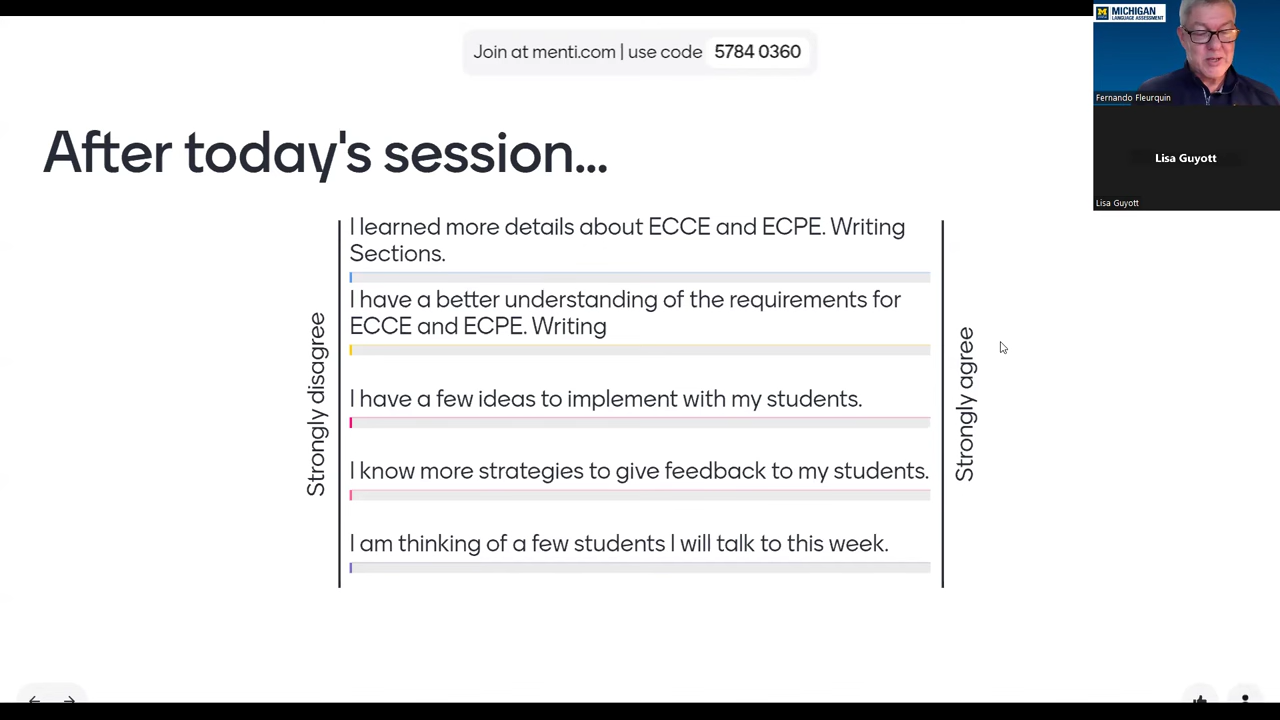 Join at menti.com | use code 5784 0360
MICHIGAN
LANGUAGE ASSESSMENT
Fernando Fleurquin
Lisa Guyott
Lisa Guyott
After today's session...
Strongly disagree
I learned more details about ECCE and ECPE. Writing
Sections.
I have a better understanding of the requirements for
ECCE and ECPE. Writing
I have a few ideas to implement with my students.
I know more strategies to give feedback to my students.
I am thinking of a few students I will talk to this week.
Strongly agree